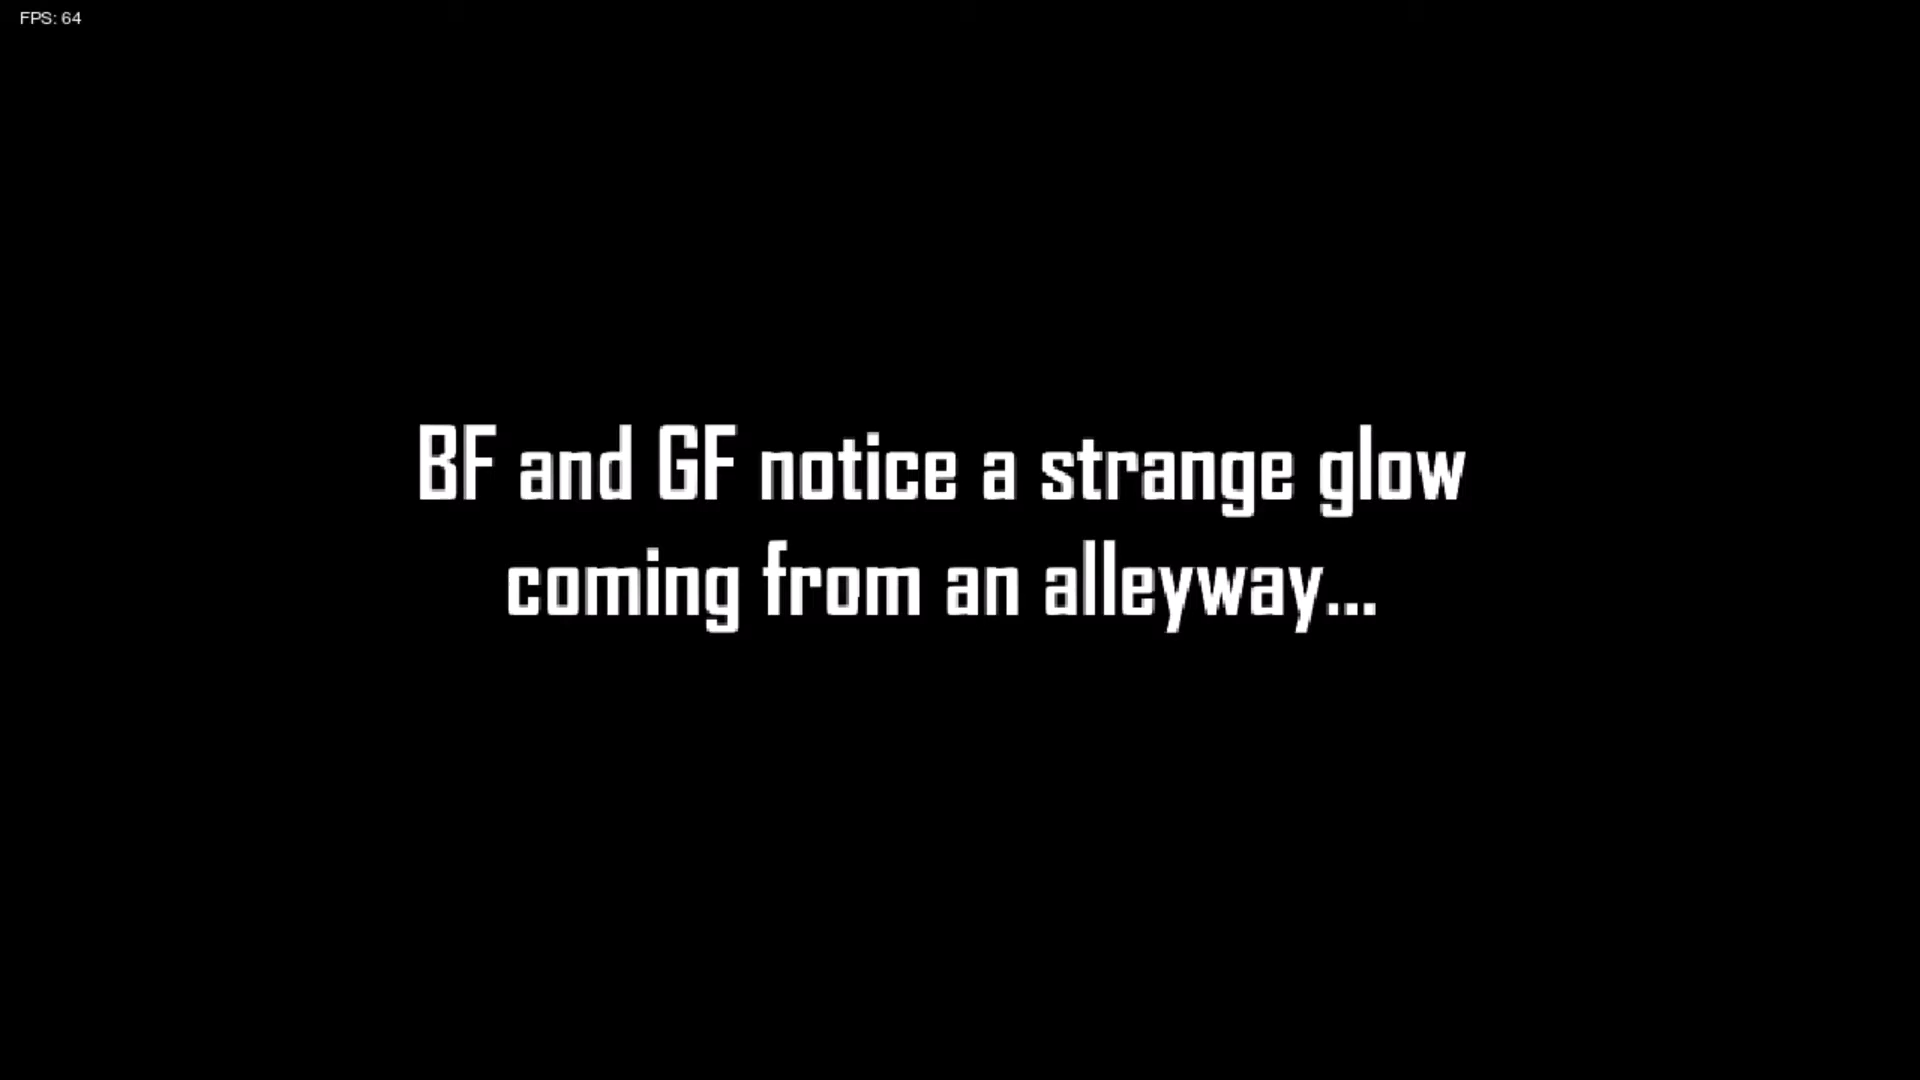 FPS: 64
BF and GF notice a strange glow
coming from an alleyway...